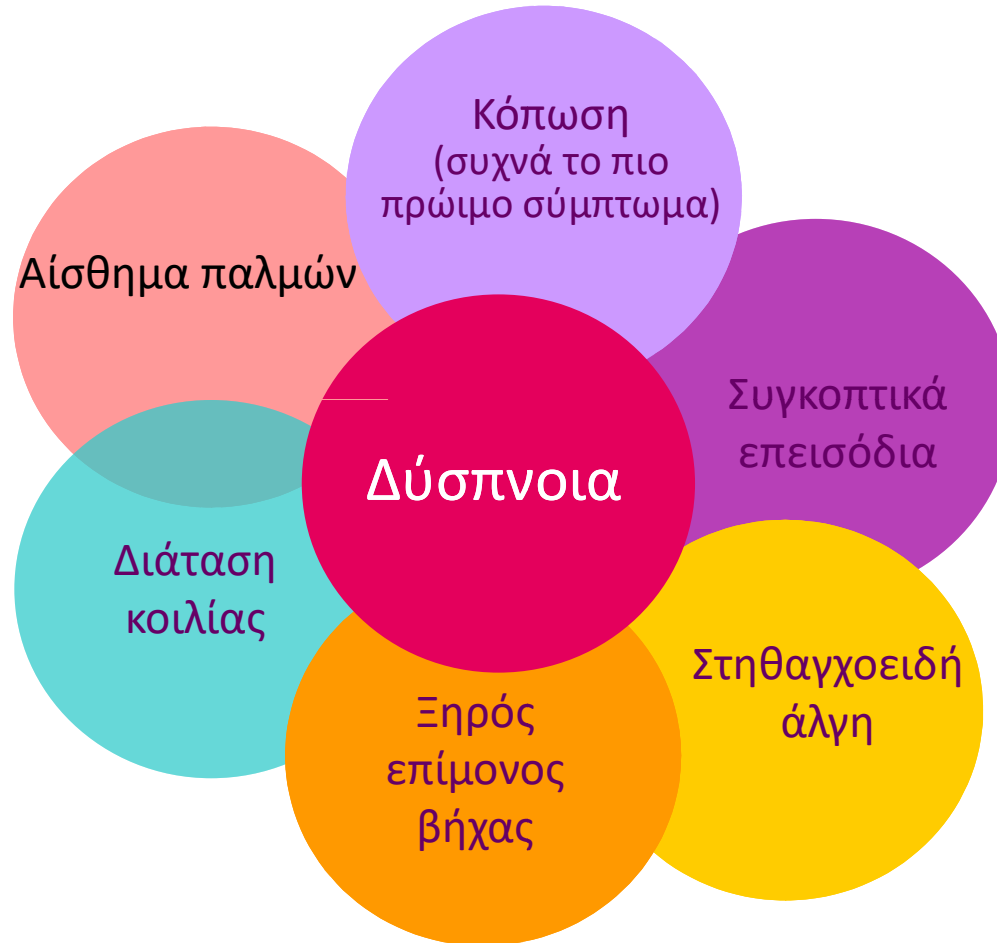 Κόπωση
(συχνά το πιο
πρώιμο σύμπτωμα)
Αίσθημα παλμών
Συγκοπτικά
επεισόδια
Δύσπνοια
Διάταση
κοιλίας
Στηθαγχοειδή
άλγη
Ξηρός
επίμονος
βήχας